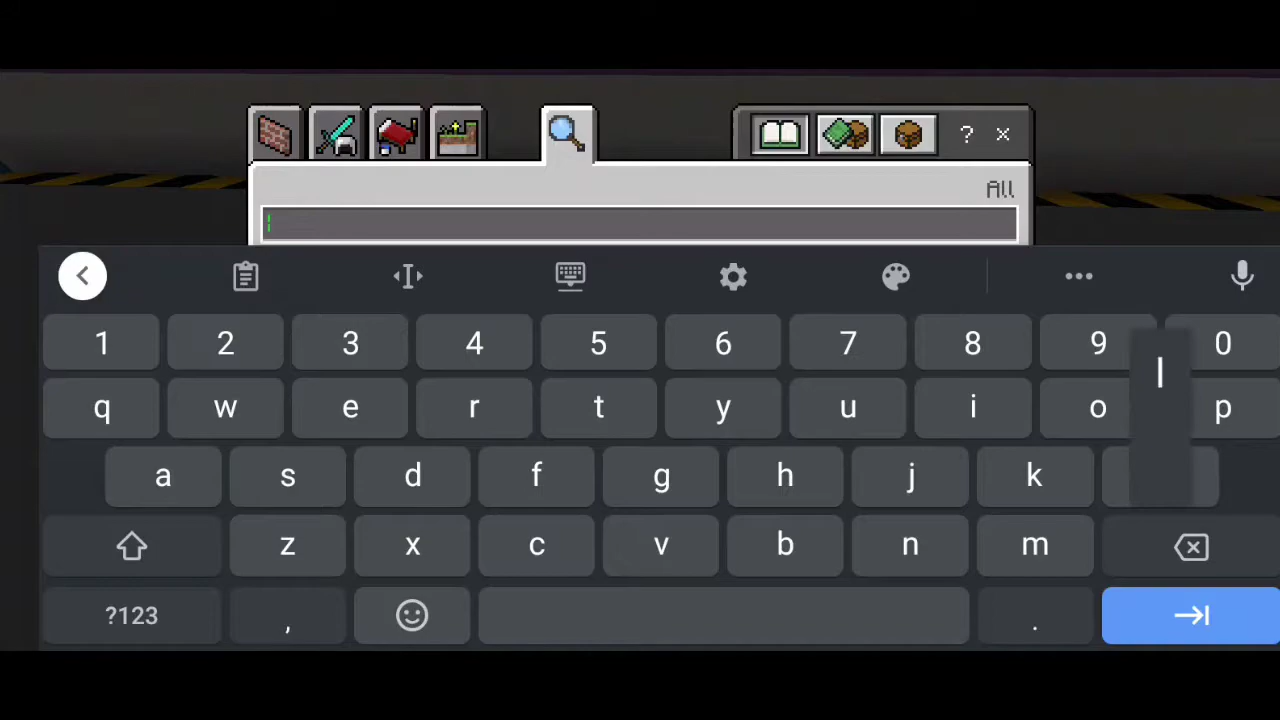 ? ×
All
1 2 3 4 5 6 7 8 9 0
l
q w e r t y u i o p
a s d f g h j k
z x c v b n m
?123 , .